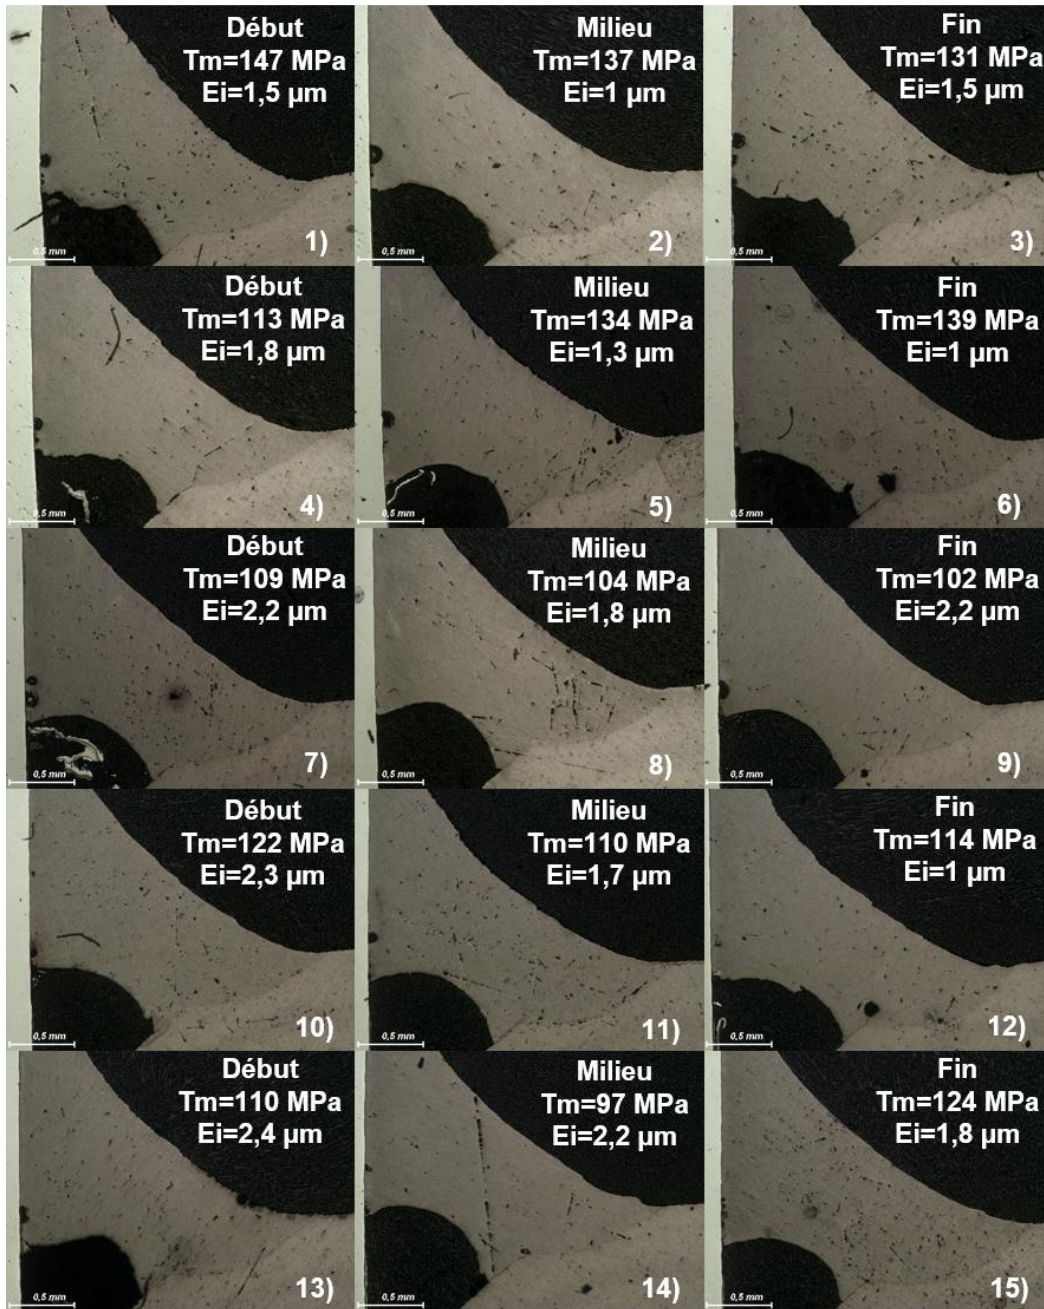 Début
Tm=147 MPa
Ei=1,5 µm
0,5 mm
1)
Milieu
Tm=137 MPa
Ei=1 µm
0,5 mm
2)
Fin
Tm=131 MPa
Ei=1,5 µm
0,5 mm
3)
Début
Tm=113 MPa
Ei=1,8 µm
0,5 mm
4)
Milieu
Tm=134 MPa
Ei=1,3 µm
0,5 mm
5)
Fin
Tm=139 MPa
Ei=1 µm
0,5 mm
6)
Début
Tm=109 MPa
Ei=2,2 µm
0,5 mm
7)
Milieu
Tm=104 MPa
Ei=1,8 µm
0,5 mm
8)
Fin
Tm=102 MPa
Ei=2,2 µm
0,5 mm
9)
Début
Tm=122 MPa
Ei=2,3 µm
0,5 mm
10)
Milieu
Tm=110 MPa
Ei=1,7 µm
0,5 mm
11)
Fin
Tm=114 MPa
Ei=1 µm
0,5 mm
12)
Début
Tm=110 MPa
Ei=2,4 µm
0,5 mm
13)
Milieu
Tm=97 MPa
Ei=2,2 µm
0,5 mm
14)
Fin
Tm=124 MPa
Ei=1,8 µm
0,5 mm
15)